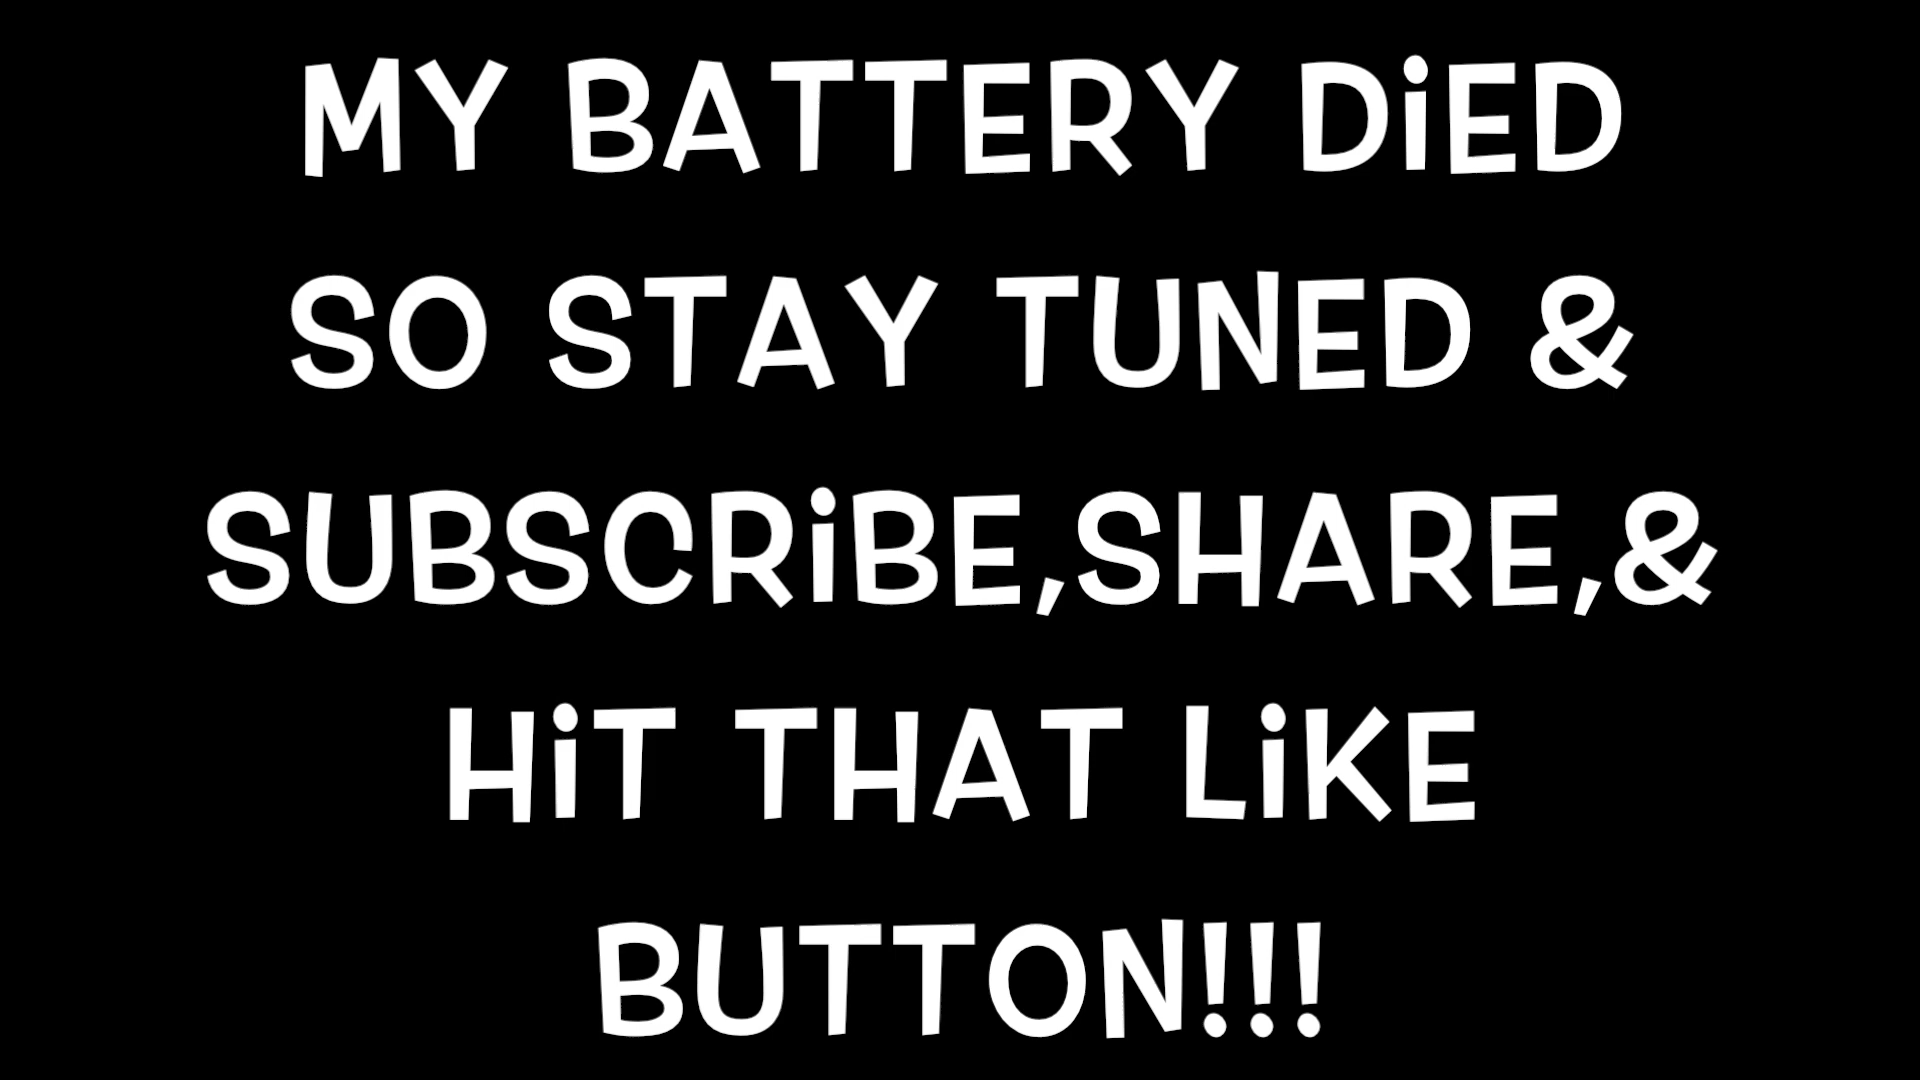 MY BATTERY DiED
SO STAY TUNED &
SUBSCRiBE,SHARE,&
HiT THAT LiKE
BUTTON!!!